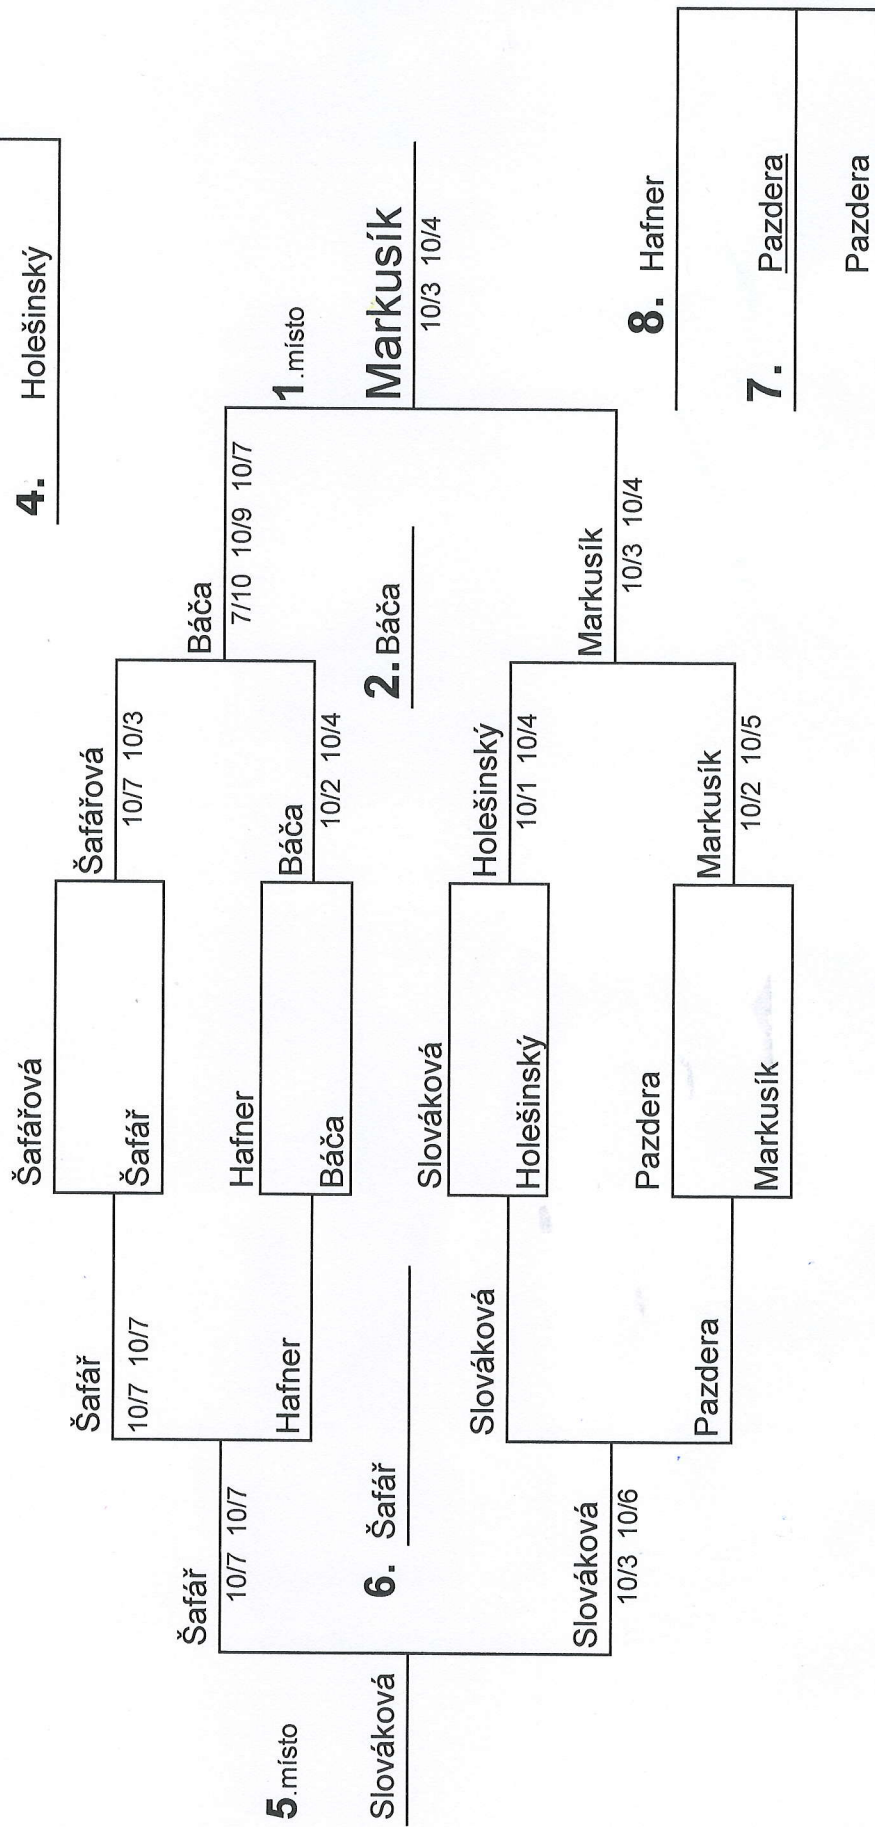 Šafářová 4. Holešinský
Šafář Šafářová
10/7 10/7 Šafář 10/7 10/3
Šafář Báča
10/7 10/7 Hafner 7/10 10/9 10/7
5.místo Hafner Báča 1.místo
Báča 10/2 10/4
Slováková 6. Šafář 2.Báča Markusík
Slováková 10/3 10/4
Slováková Holešinský
Holešinský 10/1 10/4
Slováková Markusík
10/3 10/6 Pazdera 10/3 10/4 8. Hafner
Pazdera Markusík
Markusík 10/2 10/5 7. Pazdera
Pazdera